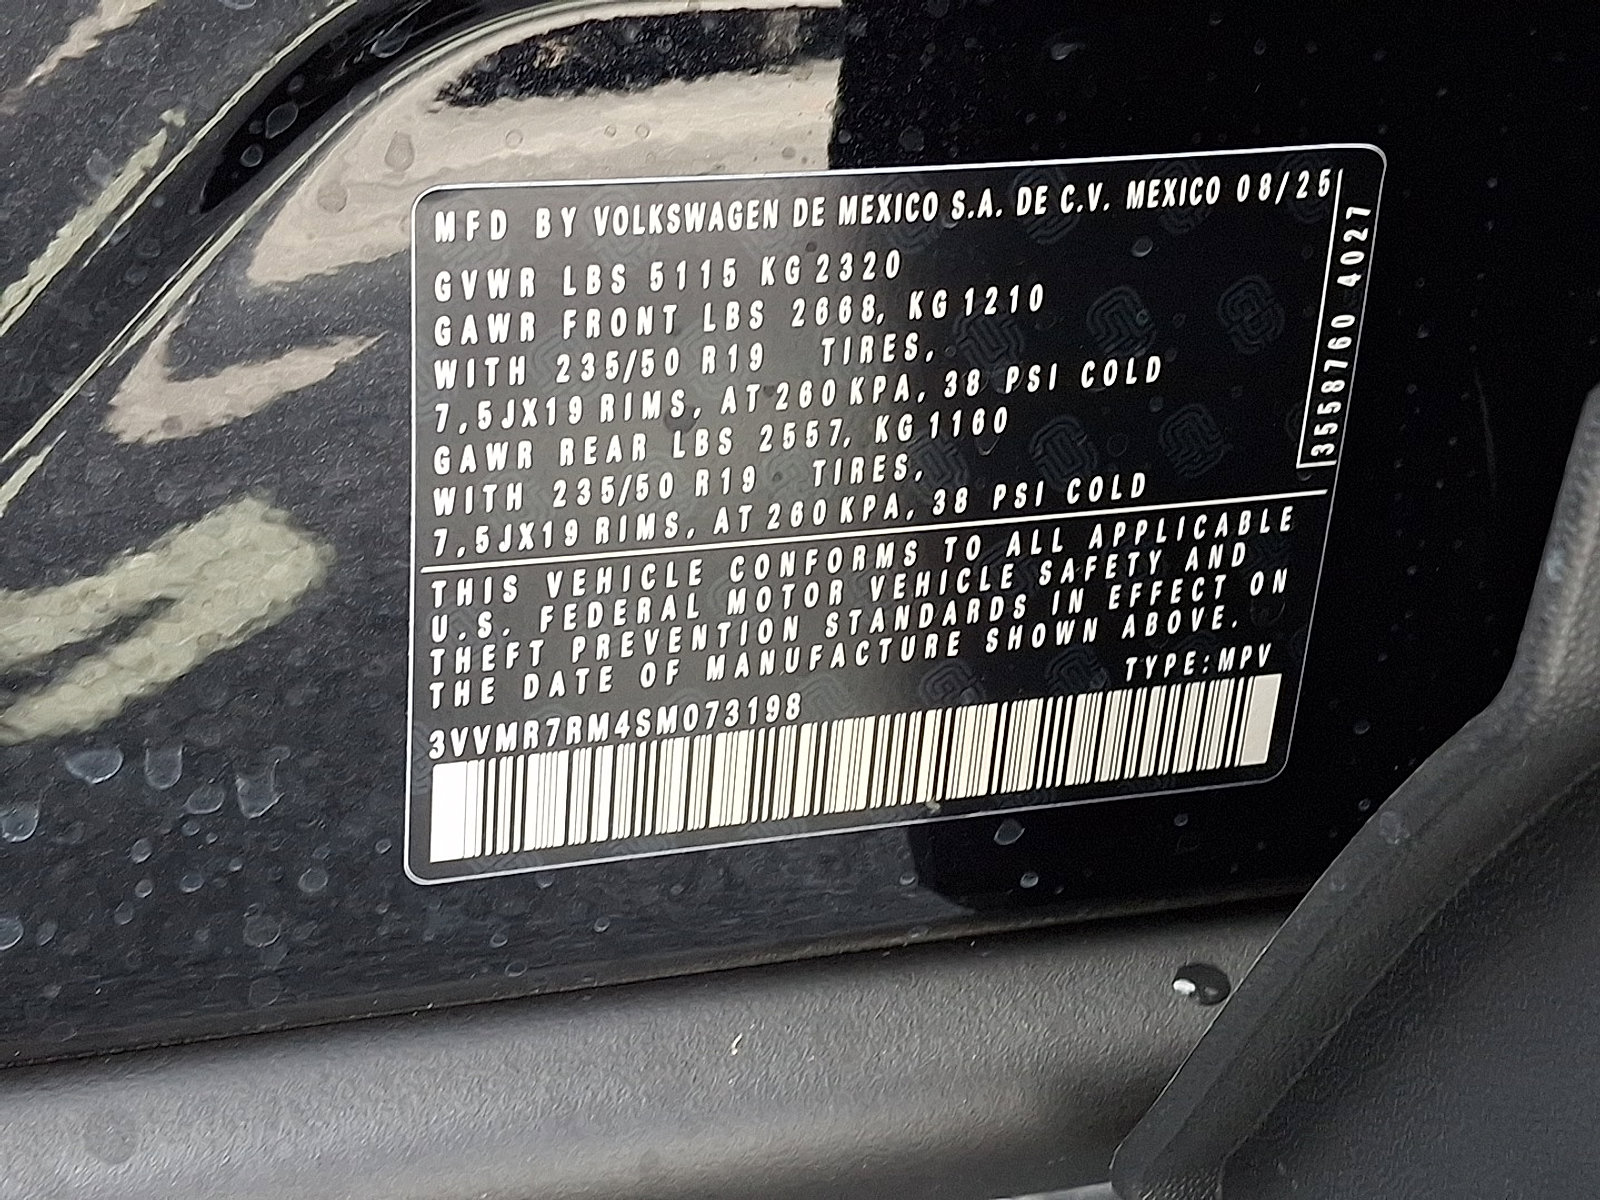 MFD BY VOLKSWAGEN DE MEXICO S.A. DE C.V. MEXICO 08/25
GVWR LBS 5115 KG 2320
GAWR FRONT LBS 2668, KG 1210
WITH 235/50 R19 TIRES,
7,5JX19 RIMS, AT 260 KPA, 38 PSI COLD
GAWR REAR LBS 2557, KG 1160
WITH 235/50 R19 TIRES,
7,5JX19 RIMS, AT 260 KPA, 38 PSI COLD
THIS VEHICLE CONFORMS TO ALL APPLICABLE
U.S. FEDERAL MOTOR VEHICLE SAFETY AND
THEFT PREVENTION STANDARDS IN EFFECT ON
THE DATE OF MANUFACTURE SHOWN ABOVE.
TYPE:MPV
3VVMR7RM4SM073198
3558760 4027